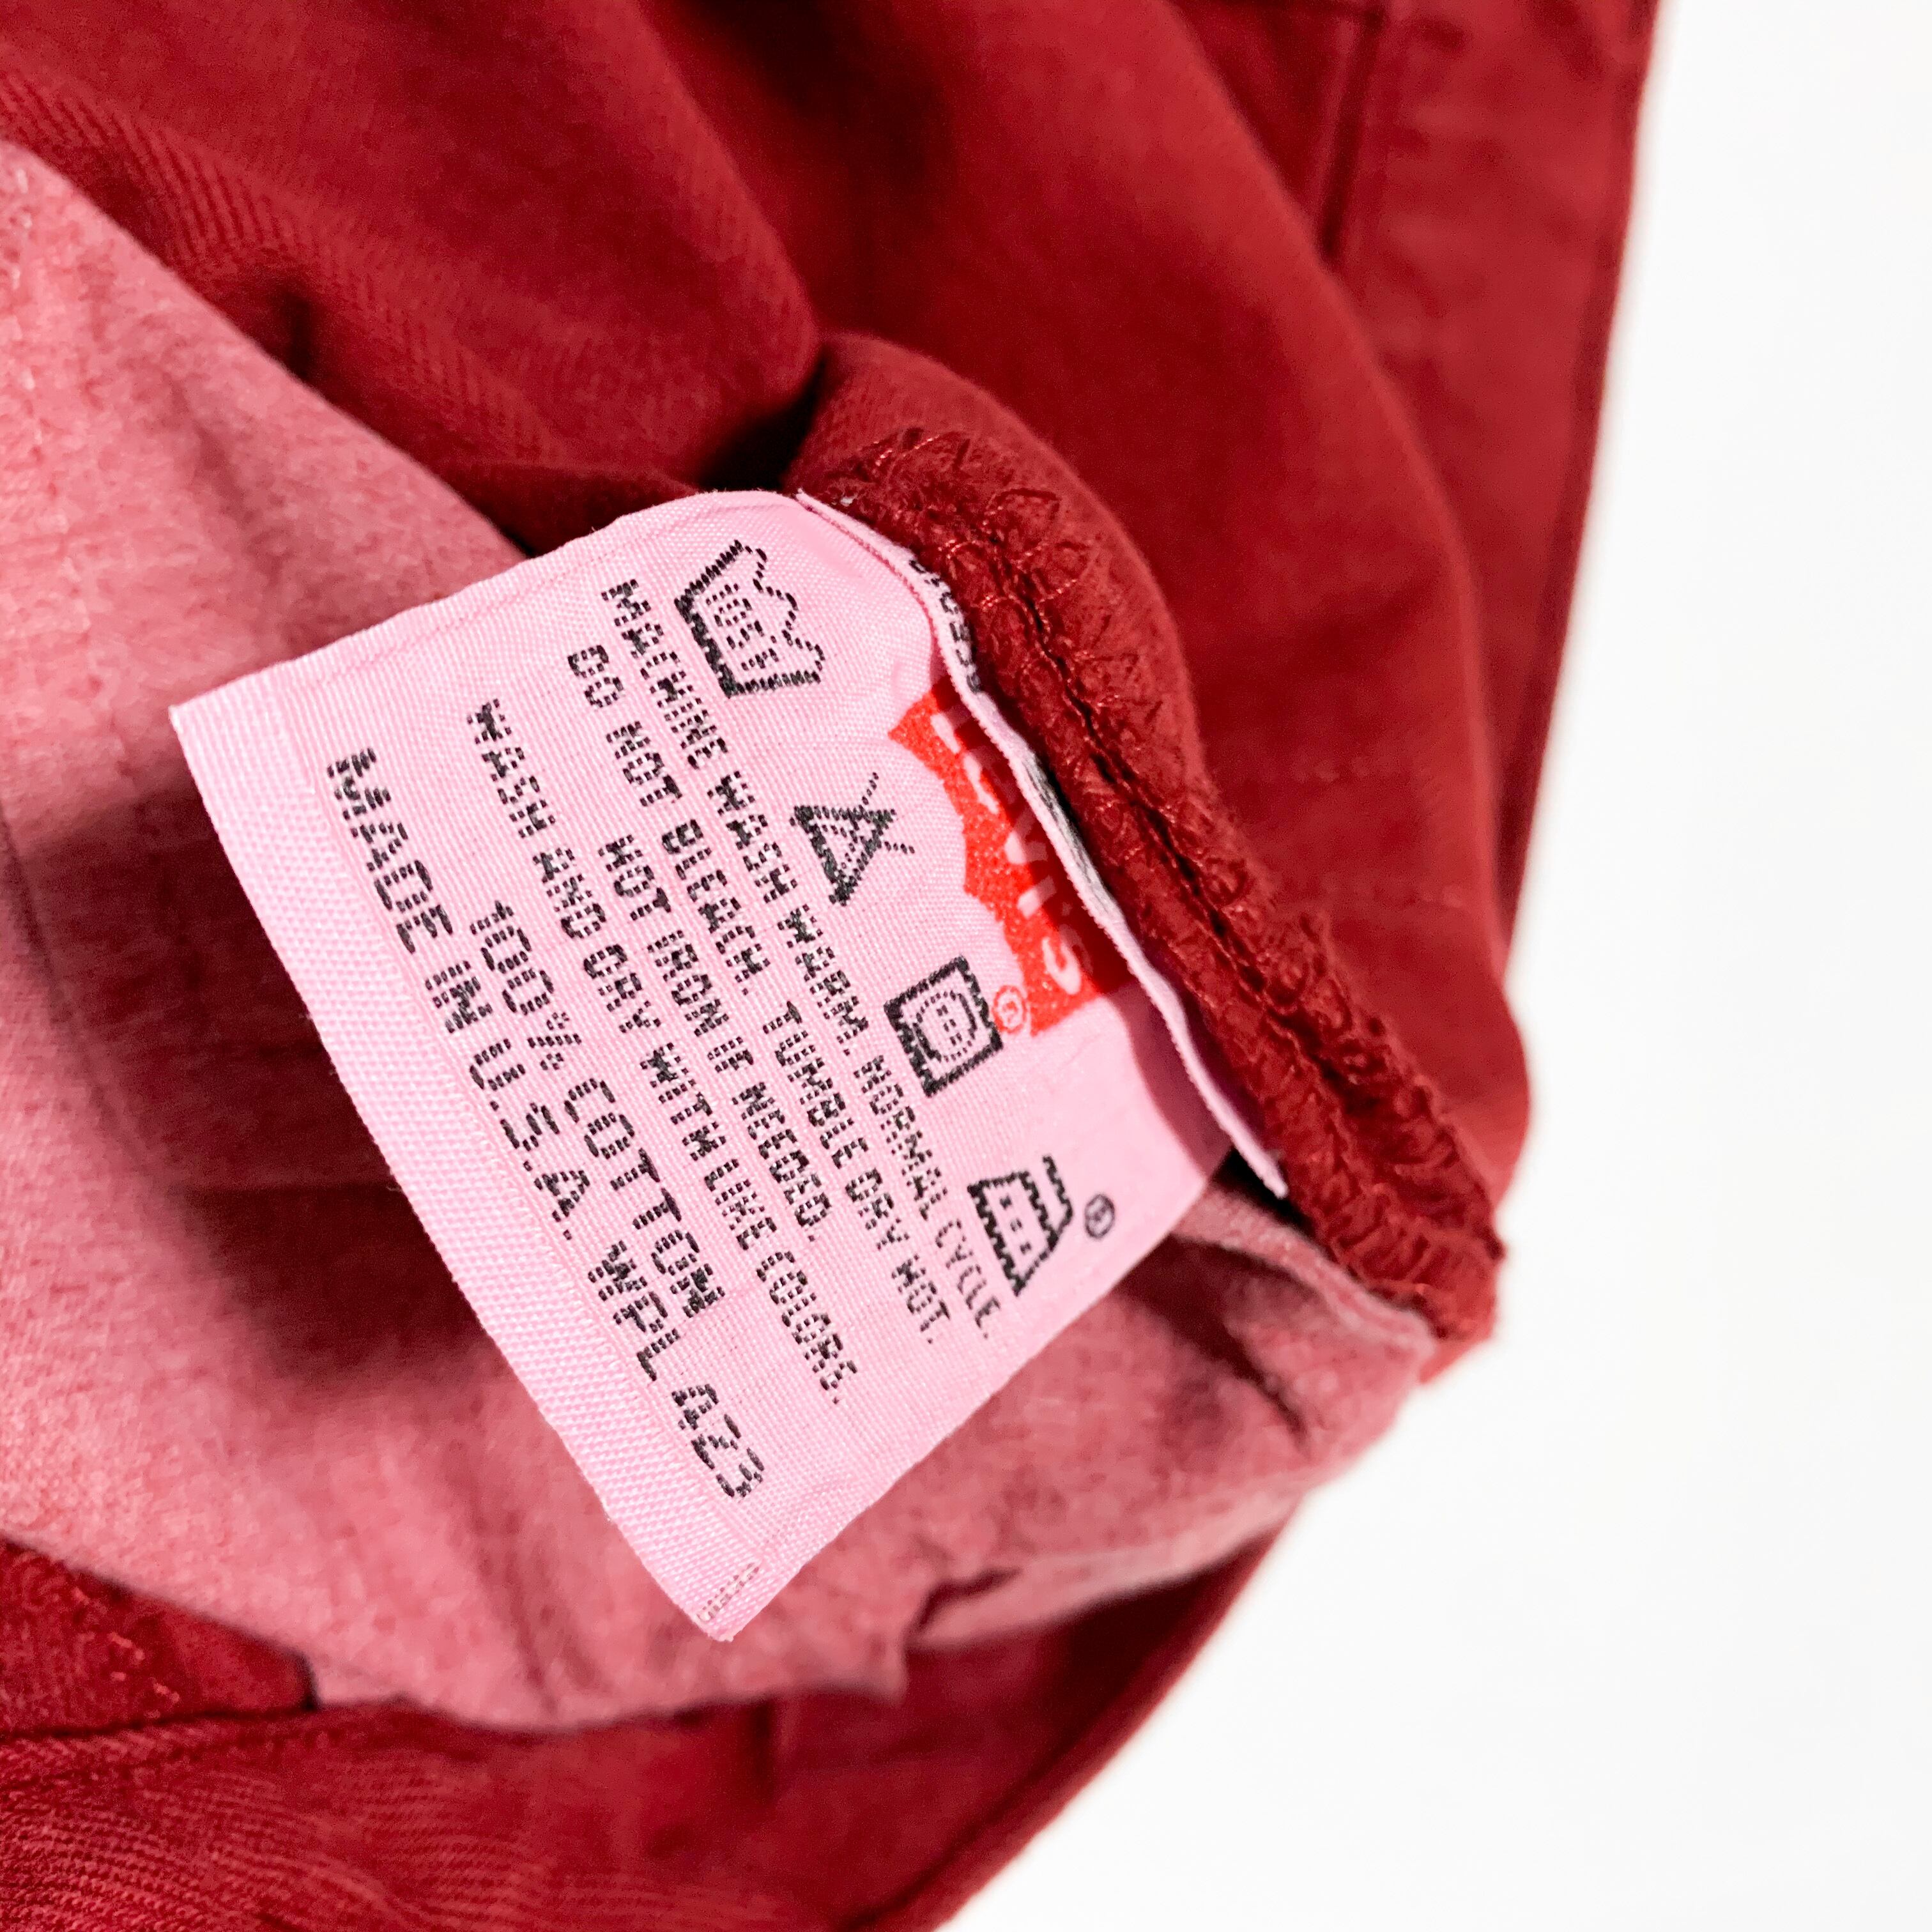 LEVI'S
®
®
MACHINE WASH WARM. NORMAL CYCLE.
DO NOT BLEACH. TUMBLE DRY HOT.
HOT IRON IF NEEDED.
WASH AND DRY WITH LIKE COLORS.
100% COTTON
MADE IN U.S.A. WPL 423